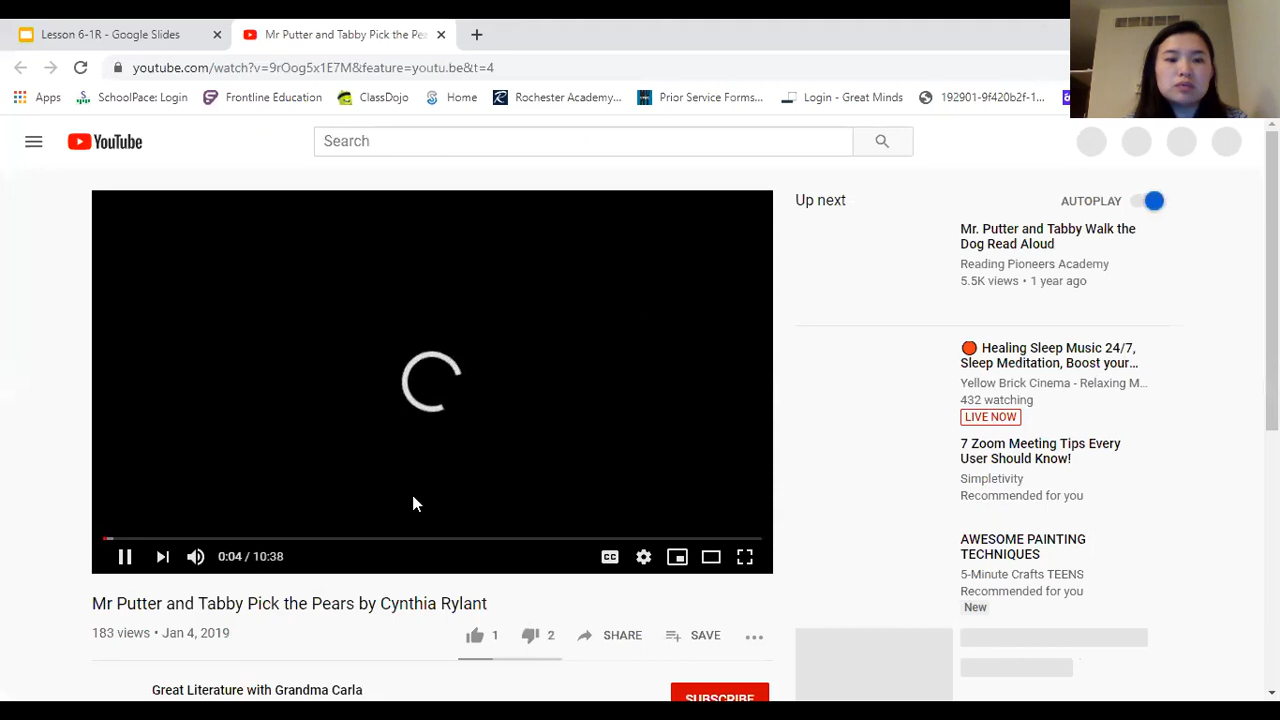 Lesson 6-1R - Google Slides
Mr Putter and Tabby Pick the Pea
youtube.com/watch?v=9rOog5x1E7M&feature=youtu.be&t=4
Apps
SchoolPace: Login
Frontline Education
ClassDojo
Home
Rochester Academy...
Prior Service Forms...
Login - Great Minds
192901-9f420b2f-1...
YouTube
Search
Up next
AUTOPLAY
Mr. Putter and Tabby Walk the
Dog Read Aloud
Reading Pioneers Academy
5.5K views • 1 year ago
Healing Sleep Music 24/7,
Sleep Meditation, Boost your...
Yellow Brick Cinema - Relaxing M...
432 watching
LIVE NOW
7 Zoom Meeting Tips Every
User Should Know!
Simpletivity
Recommended for you
AWESOME PAINTING
TECHNIQUES
5-Minute Crafts TEENS
Recommended for you
New
0:04 / 10:38
CC
Mr Putter and Tabby Pick the Pears by Cynthia Rylant
183 views • Jan 4, 2019
1
2
SHARE
SAVE
Great Literature with Grandma Carla
SUBSCRIBE